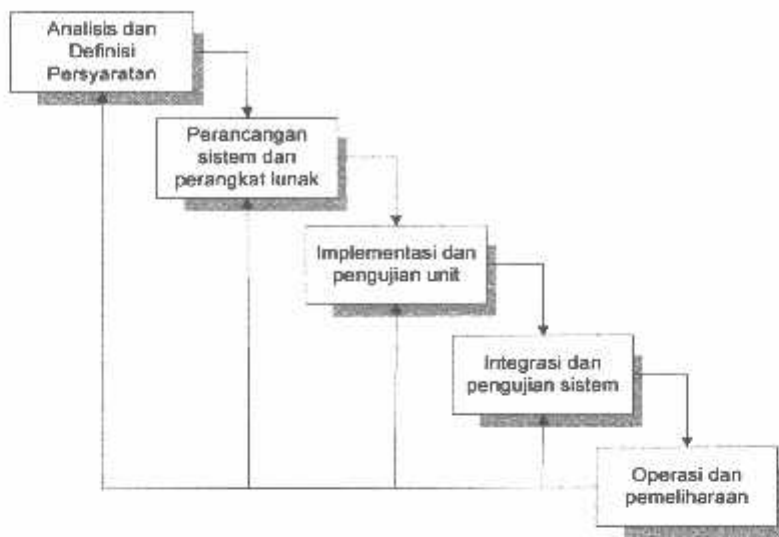 Analisis dan
Definisi
Persyaratan
Perancangan
sistem dan
perangkat lunak
Implementasi dan
pengujian unit
Integrasi dan
pengujian sistem
Operasi dan
pemeliharaan